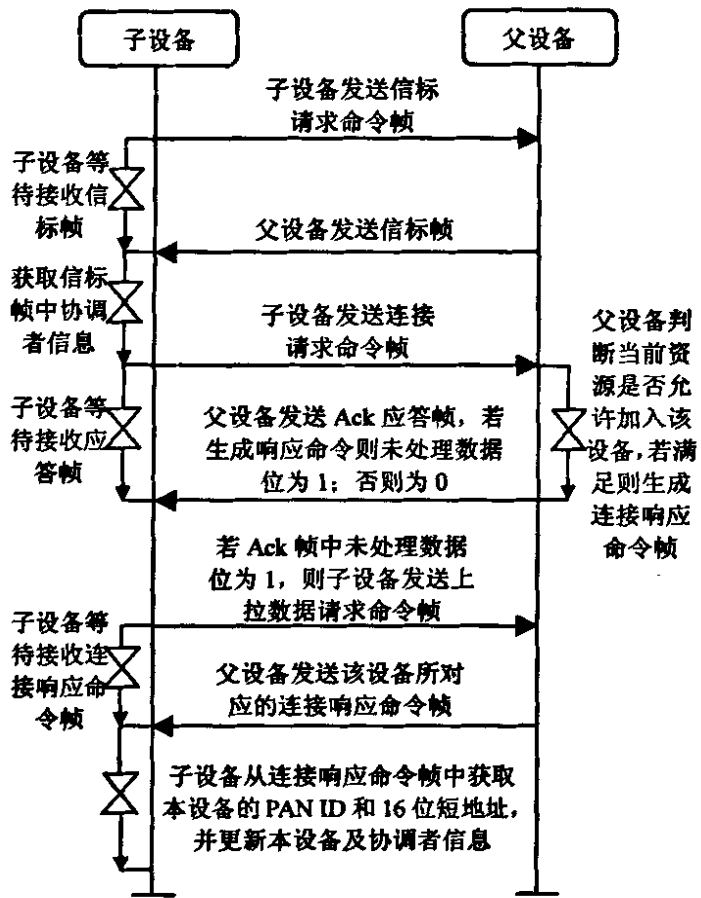 子设备
父设备
子设备发送信标
请求命令帧
子设备等
待接收信
标帧
父设备发送信标帧
获取信标
帧中协调
者信息
子设备发送连接
请求命令帧
父设备判
断当前资
源是否允
许加入该
设备，若满
足则生成
连接响应
命令帧
子设备等
待接收应
答帧
父设备发送 Ack 应答帧，若
生成响应命令则未处理数据
位为 1；否则为 0
若 Ack 帧中未处理数据
位为 1，则子设备发送上
拉数据请求命令帧
子设备等
待接收连
接响应命
令帧
父设备发送该设备所对
应的连接响应命令帧
子设备从连接响应命令帧中获取
本设备的 PAN ID 和 16 位短地址，
并更新本设备及协调者信息